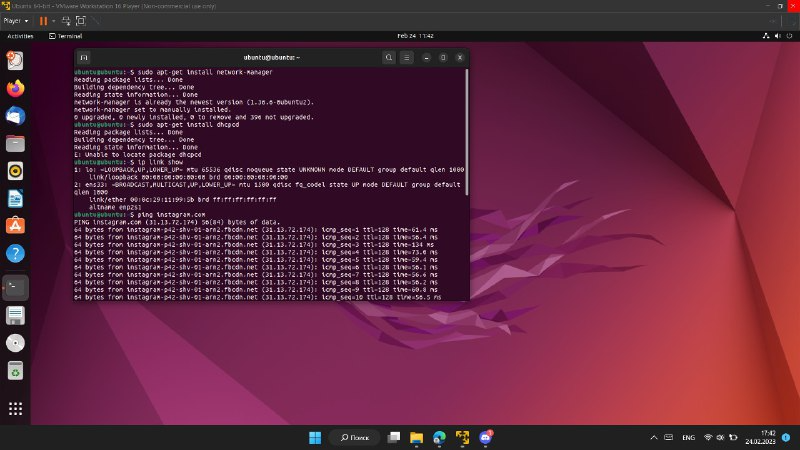 Ubuntu 64-bit - VMware Workstation 16 Player (Non-commercial use only)
Player
Activities
Terminal
Feb 24 11:42
ubuntu@ubuntu: ~
ubuntu@ubuntu:~$ sudo apt-get install network-manager
Reading package lists... Done
Building dependency tree... Done
Reading state information... Done
network-manager is already the newest version (1.36.6-0ubuntu2).
network-manager set to manually installed.
0 upgraded, 0 newly installed, 0 to remove and 390 not upgraded.
ubuntu@ubuntu:~$ sudo apt-get install dhcpcd
Reading package lists... Done
Building dependency tree... Done
Reading state information... Done
E: Unable to locate package dhcpcd
ubuntu@ubuntu:~$ ip link show
1: lo: <LOOPBACK,UP,LOWER_UP> mtu 65536 qdisc noqueue state UNKNOWN mode DEFAULT group default qlen 1000
link/loopback 00:00:00:00:00:00 brd 00:00:00:00:00:00
2: ens33: <BROADCAST,MULTICAST,UP,LOWER_UP> mtu 1500 qdisc fq_codel state UP mode DEFAULT group default
qlen 1000
link/ether 00:0c:29:11:99:5b brd ff:ff:ff:ff:ff:ff
altname enp2s1
ubuntu@ubuntu:~$ ping instagram.com
PING instagram.com (31.13.72.174) 56(84) bytes of data.
64 bytes from instagram-p42-shv-01-arn2.fbcdn.net (31.13.72.174): icmp_seq=1 ttl=128 time=61.4 ms
64 bytes from instagram-p42-shv-01-arn2.fbcdn.net (31.13.72.174): icmp_seq=2 ttl=128 time=56.4 ms
64 bytes from instagram-p42-shv-01-arn2.fbcdn.net (31.13.72.174): icmp_seq=3 ttl=128 time=134 ms
64 bytes from instagram-p42-shv-01-arn2.fbcdn.net (31.13.72.174): icmp_seq=4 ttl=128 time=73.6 ms
64 bytes from instagram-p42-shv-01-arn2.fbcdn.net (31.13.72.174): icmp_seq=5 ttl=128 time=59.4 ms
64 bytes from instagram-p42-shv-01-arn2.fbcdn.net (31.13.72.174): icmp_seq=6 ttl=128 time=56.1 ms
64 bytes from instagram-p42-shv-01-arn2.fbcdn.net (31.13.72.174): icmp_seq=7 ttl=128 time=56.6 ms
64 bytes from instagram-p42-shv-01-arn2.fbcdn.net (31.13.72.174): icmp_seq=8 ttl=128 time=56.2 ms
64 bytes from instagram-p42-shv-01-arn2.fbcdn.net (31.13.72.174): icmp_seq=9 ttl=128 time=60.8 ms
64 bytes from instagram-p42-shv-01-arn2.fbcdn.net (31.13.72.174): icmp_seq=10 ttl=128 time=56.5 ms
Поиск
ENG
17:42
24.02.2023